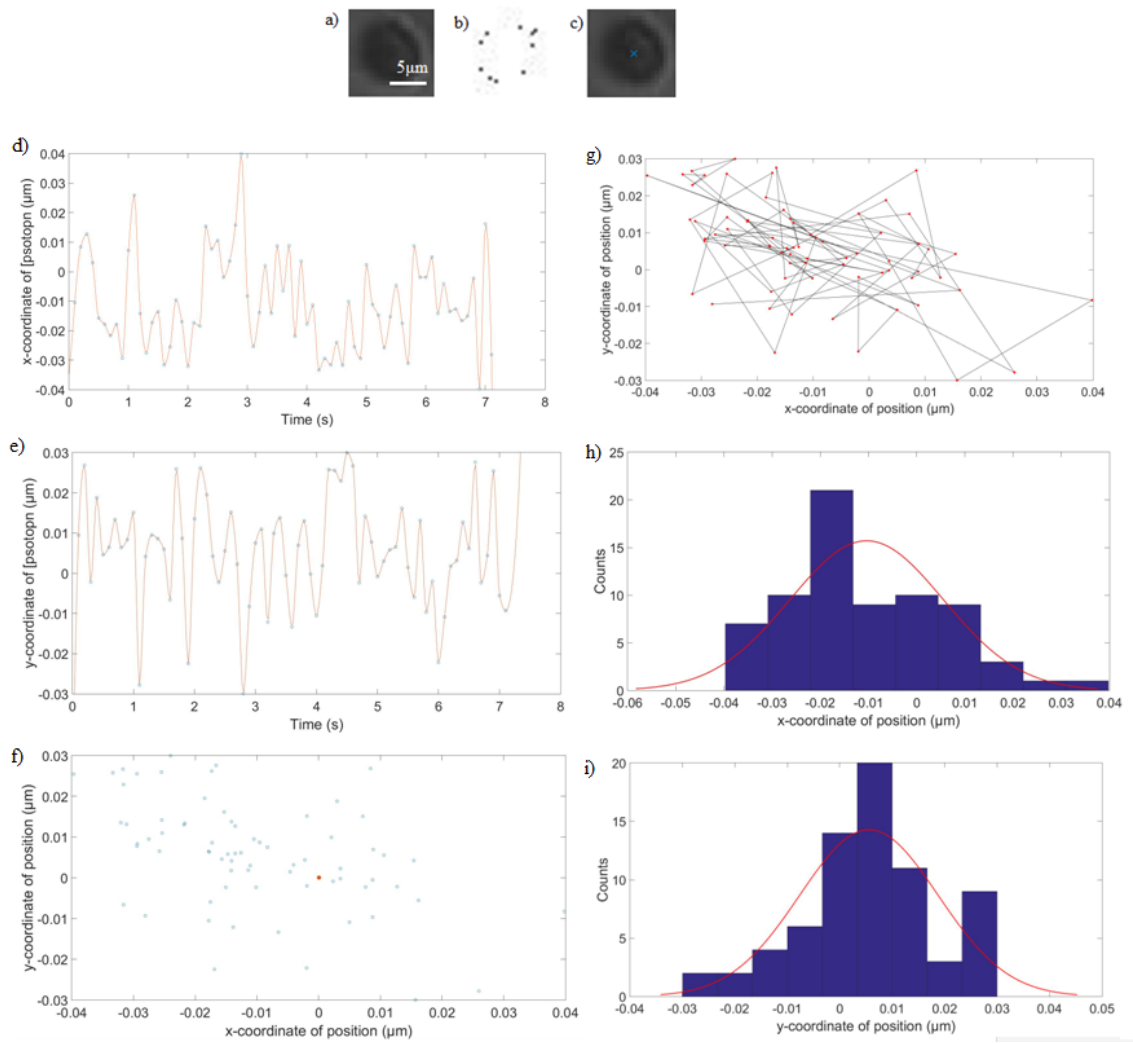 a)
b)
c)
5µm
d)
x-coordinate of [psotopn (µm)
0.04
0.03
0.02
0.01
0
-0.01
-0.02
-0.03
-0.04
0 1 2 3 4 5 6 7 8
Time (s)
e)
y-coordinate of [psotopn (µm)
0.03
0.02
0.01
0
-0.01
-0.02
-0.03
0 1 2 3 4 5 6 7 8
Time (s)
f)
y-coordinate of position (µm)
0.03
0.02
0.01
0
-0.01
-0.02
-0.03
-0.04 -0.03 -0.02 -0.01 0 0.01 0.02 0.03 0.04
x-coordinate of position (µm)
g)
y-coordinate of position (µm)
0.03
0.02
0.01
0
-0.01
-0.02
-0.03
-0.04 -0.03 -0.02 -0.01 0 0.01 0.02 0.03 0.04
x-coordinate of position (µm)
h)
Counts
25
20
15
10
5
0
-0.06 -0.05 -0.04 -0.03 -0.02 -0.01 0 0.01 0.02 0.03 0.04
x-coordinate of position (µm)
i)
Counts
20
15
10
5
0
-0.04 -0.03 -0.02 -0.01 0 0.01 0.02 0.03 0.04 0.05
y-coordinate of position (µm)